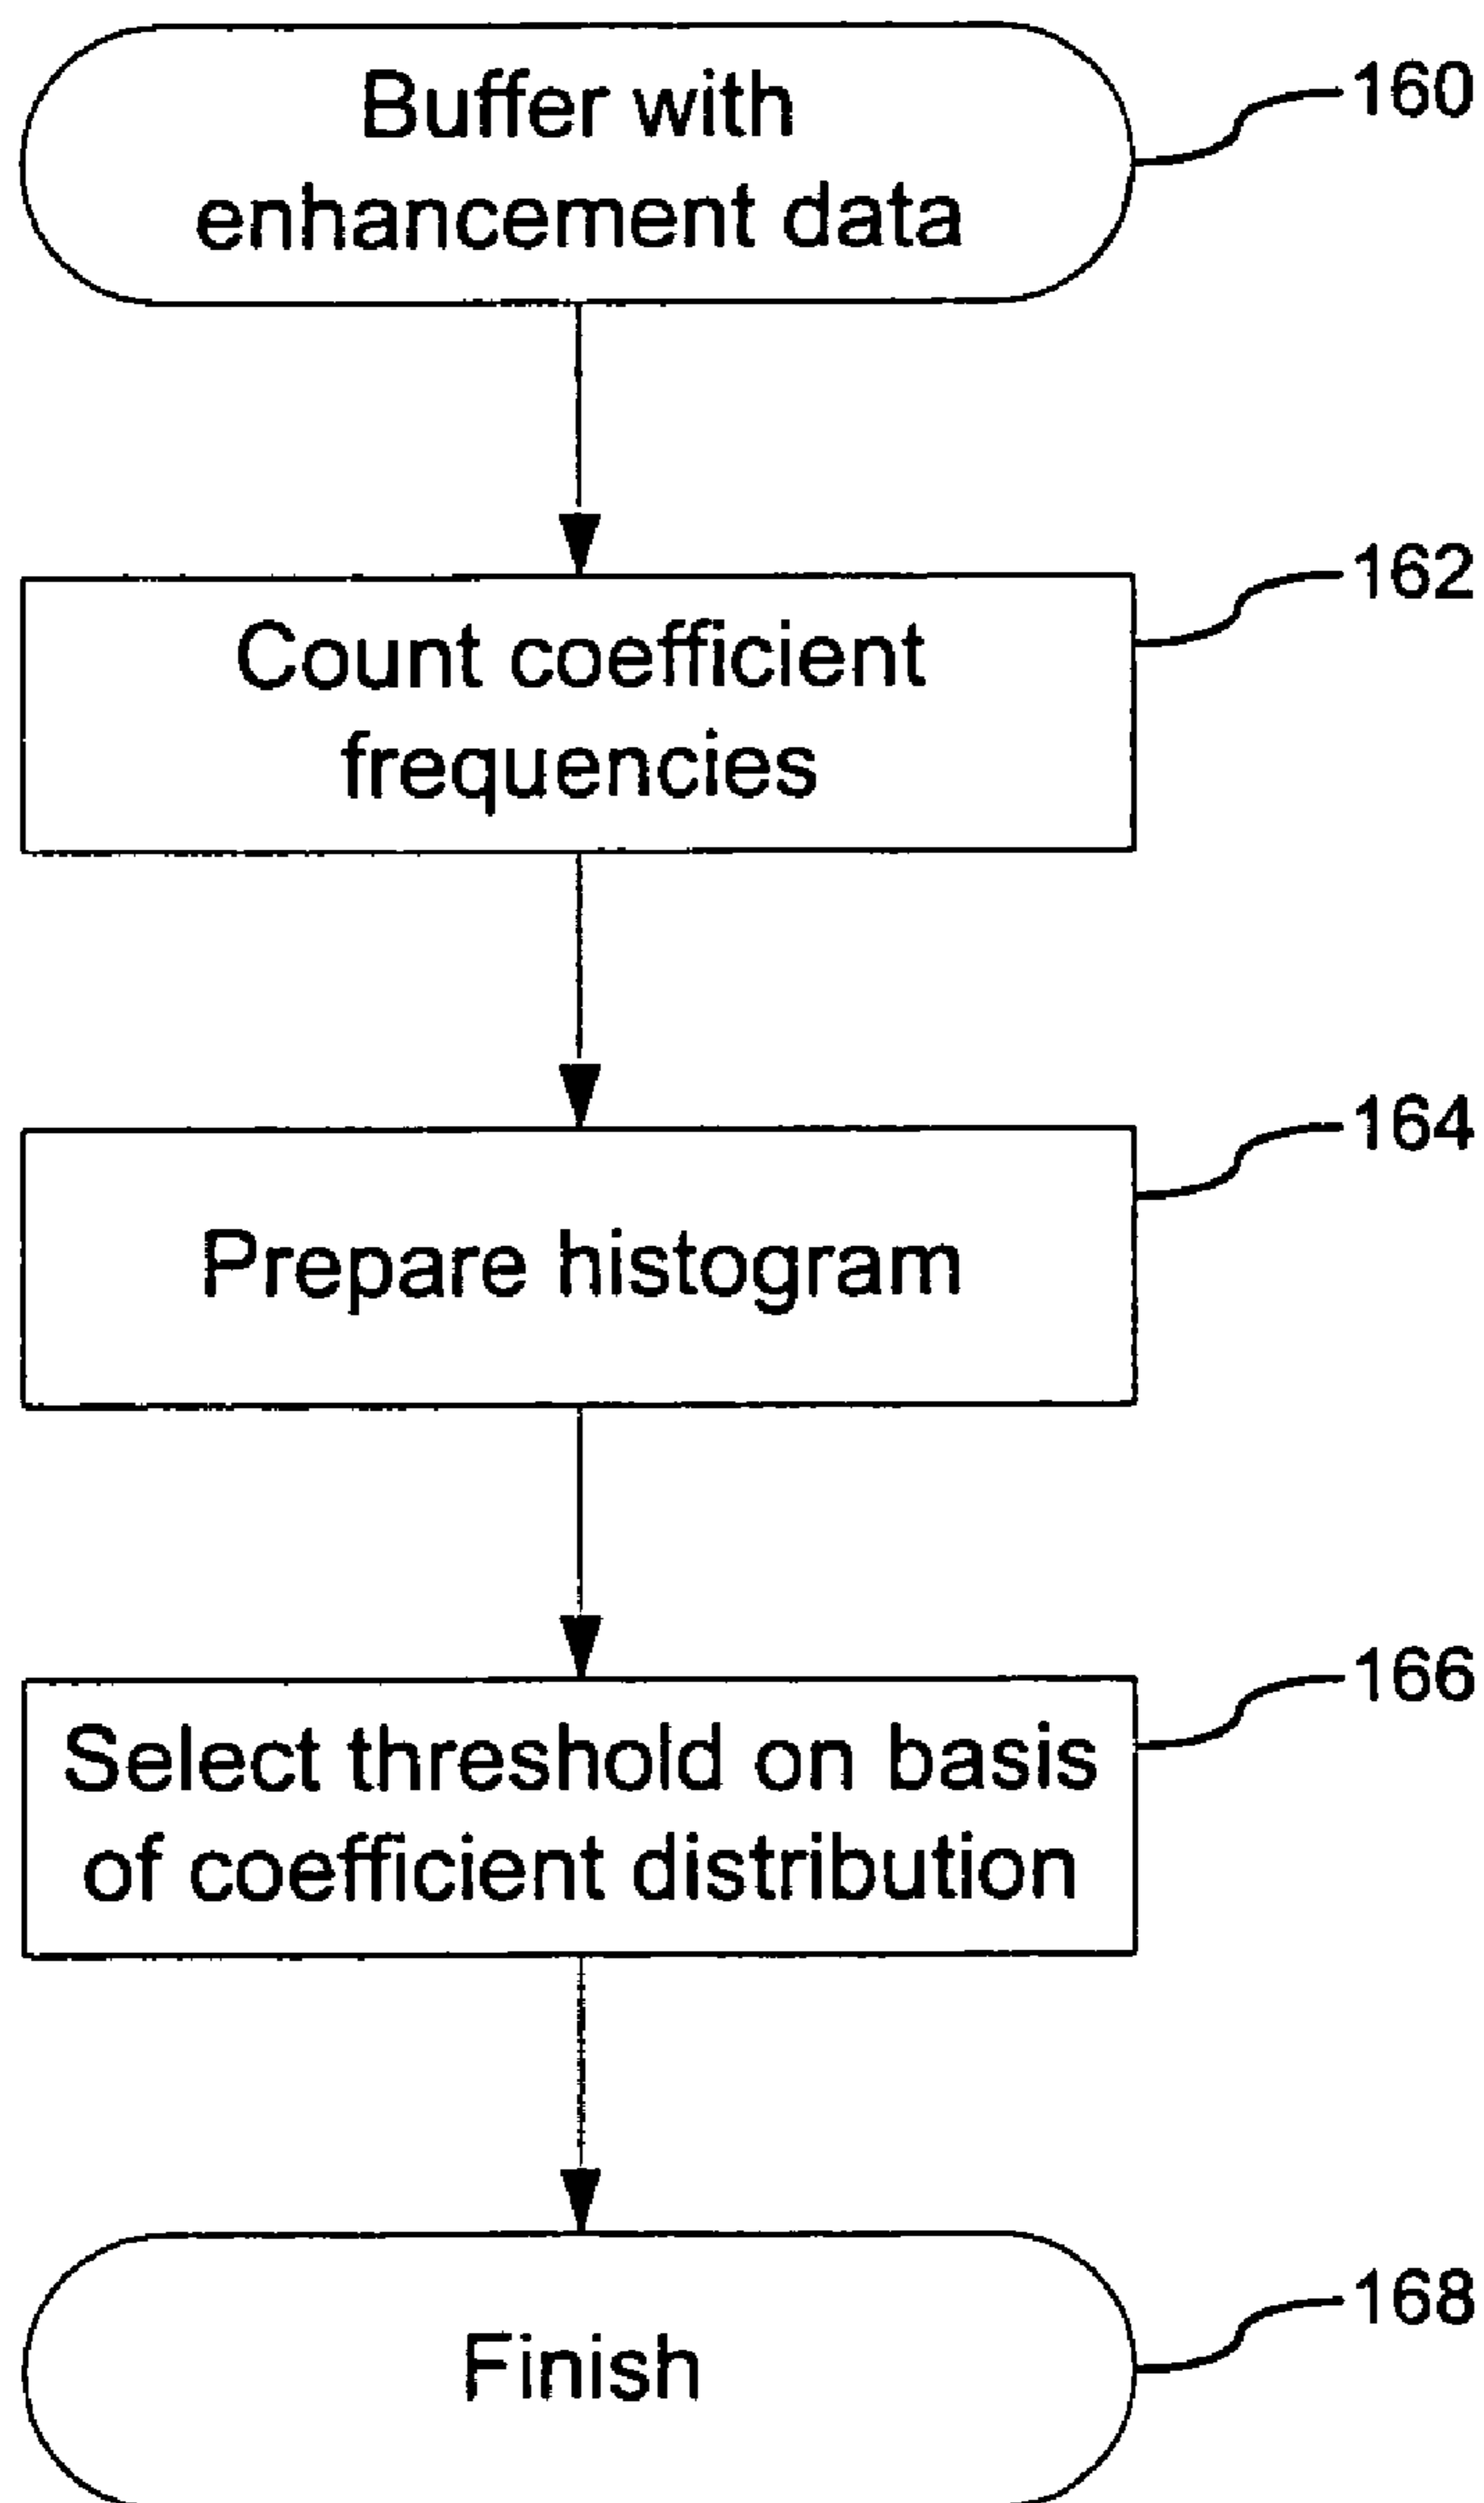 Buffer with
enhancement data
160
Count coefficient
frequencies
162
Prepare histogram
164
Select threshold on basis
of coefficient distribution
166
Finish
168